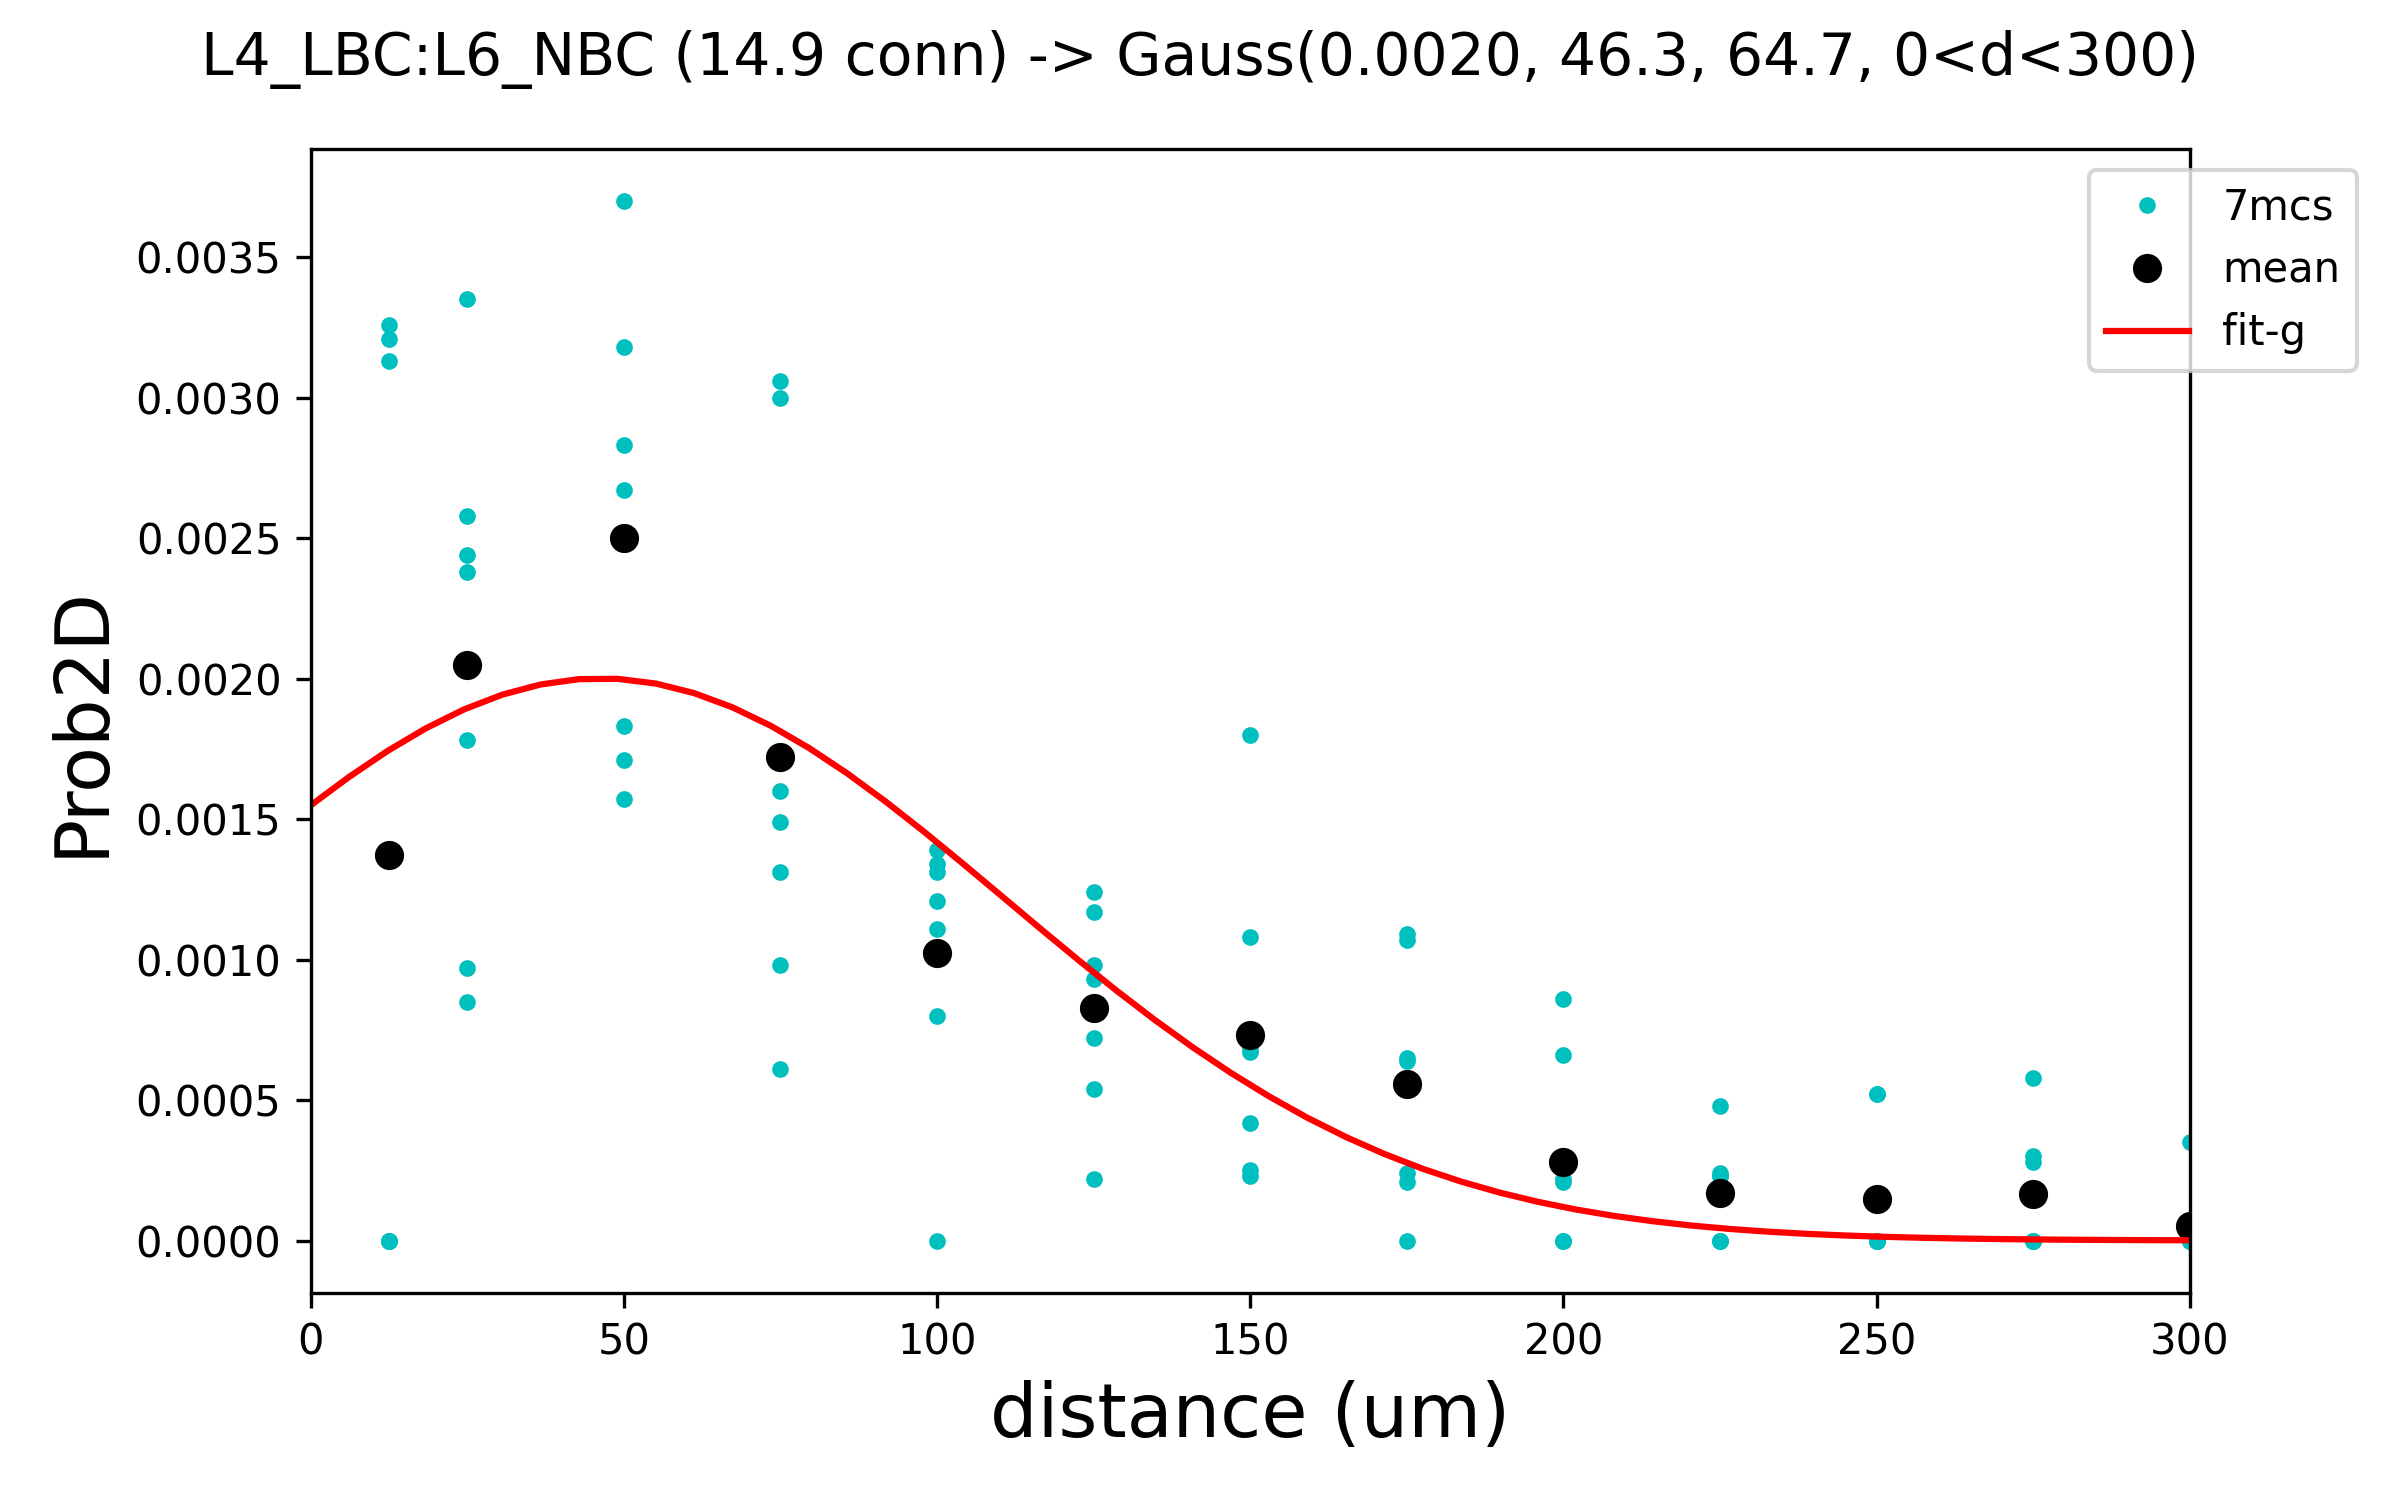 L4_LBC:L6_NBC (14.9 conn) -> Gauss(0.0020, 46.3, 64.7, 0<d<300)
7mcs
mean
fit-g
Prob2D
0.0035
0.0030
0.0025
0.0020
0.0015
0.0010
0.0005
0.0000
0 50 100 150 200 250 300
distance (um)